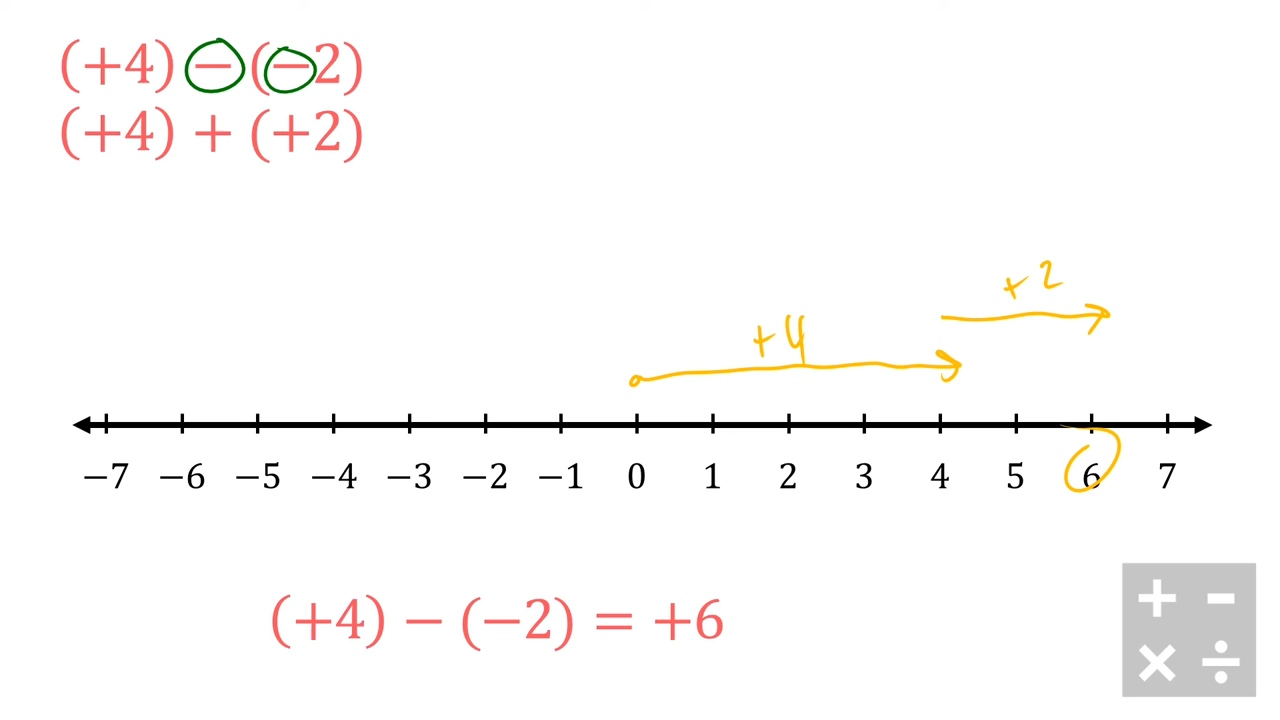 (+4) − (−2)
(+4) + (+2)
+2
+4
−7 −6 −5 −4 −3 −2 −1 0 1 2 3 4 5 6 7
(+4) − (−2) = +6
+ −
× ÷